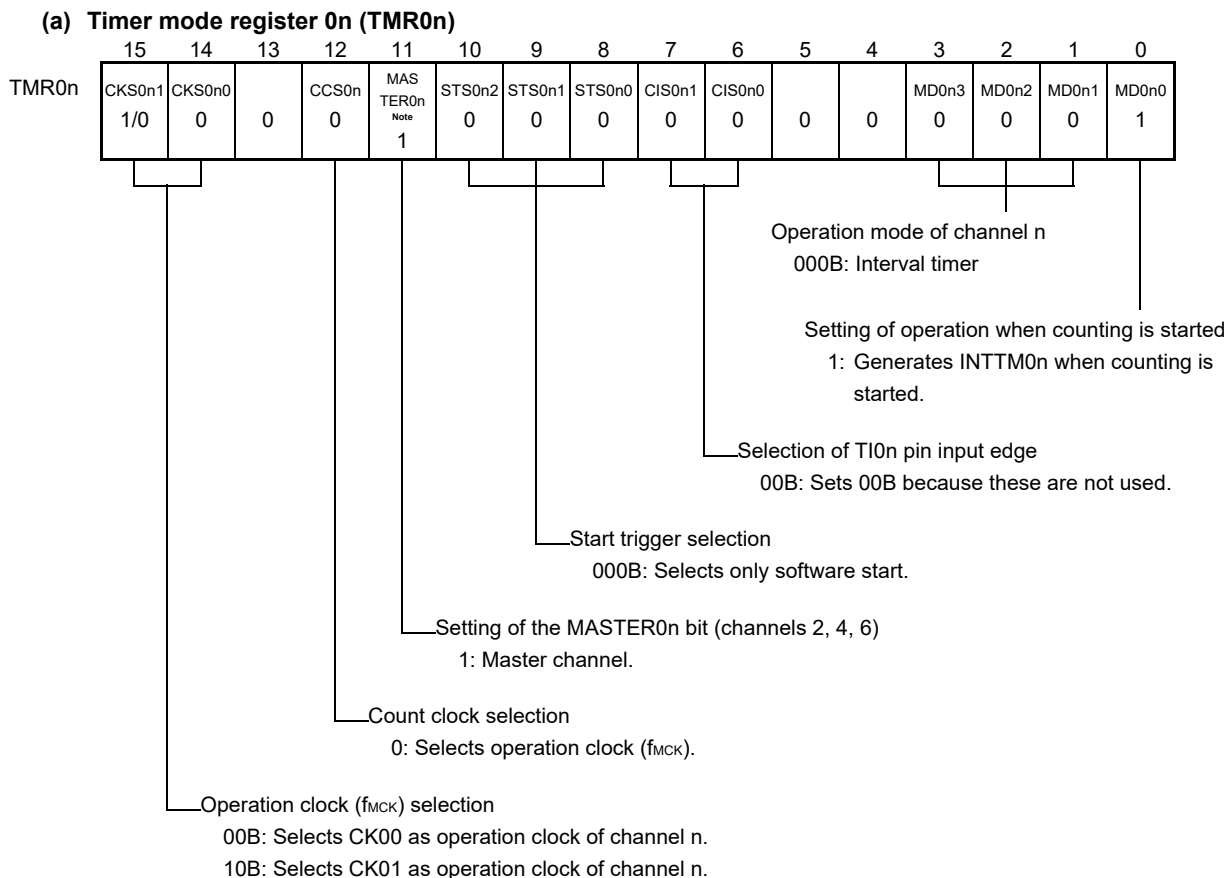 (a) Timer mode register 0n (TMR0n)
15 14 13 12 11 10 9 8 7 6 5 4 3 2 1 0
TMR0n
CKS0n1 CKS0n0 CCS0n MAS TER0n Note STS0n2 STS0n1 STS0n0 CIS0n1 CIS0n0 MD0n3 MD0n2 MD0n1 MD0n0
1/0 0 0 0 1 0 0 0 0 0 0 0 0 0 0 1
Operation mode of channel n
000B: Interval timer
Setting of operation when counting is started
1: Generates INTTM0n when counting is
started.
Selection of TI0n pin input edge
00B: Sets 00B because these are not used.
Start trigger selection
000B: Selects only software start.
Setting of the MASTER0n bit (channels 2, 4, 6)
1: Master channel.
Count clock selection
0: Selects operation clock (fMCK).
Operation clock (fMCK) selection
00B: Selects CK00 as operation clock of channel n.
10B: Selects CK01 as operation clock of channel n.